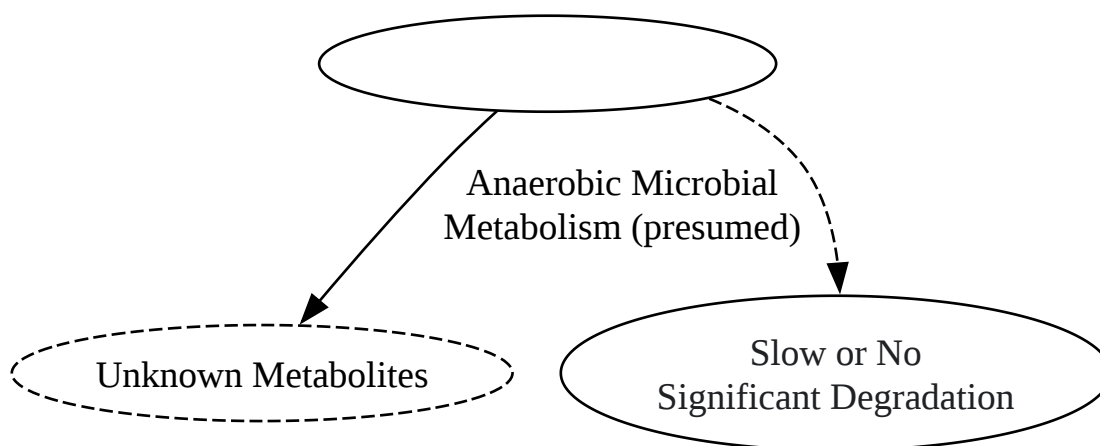 Anaerobic Microbial
Metabolism (presumed)
Unknown Metabolites
Slow or No
Significant Degradation